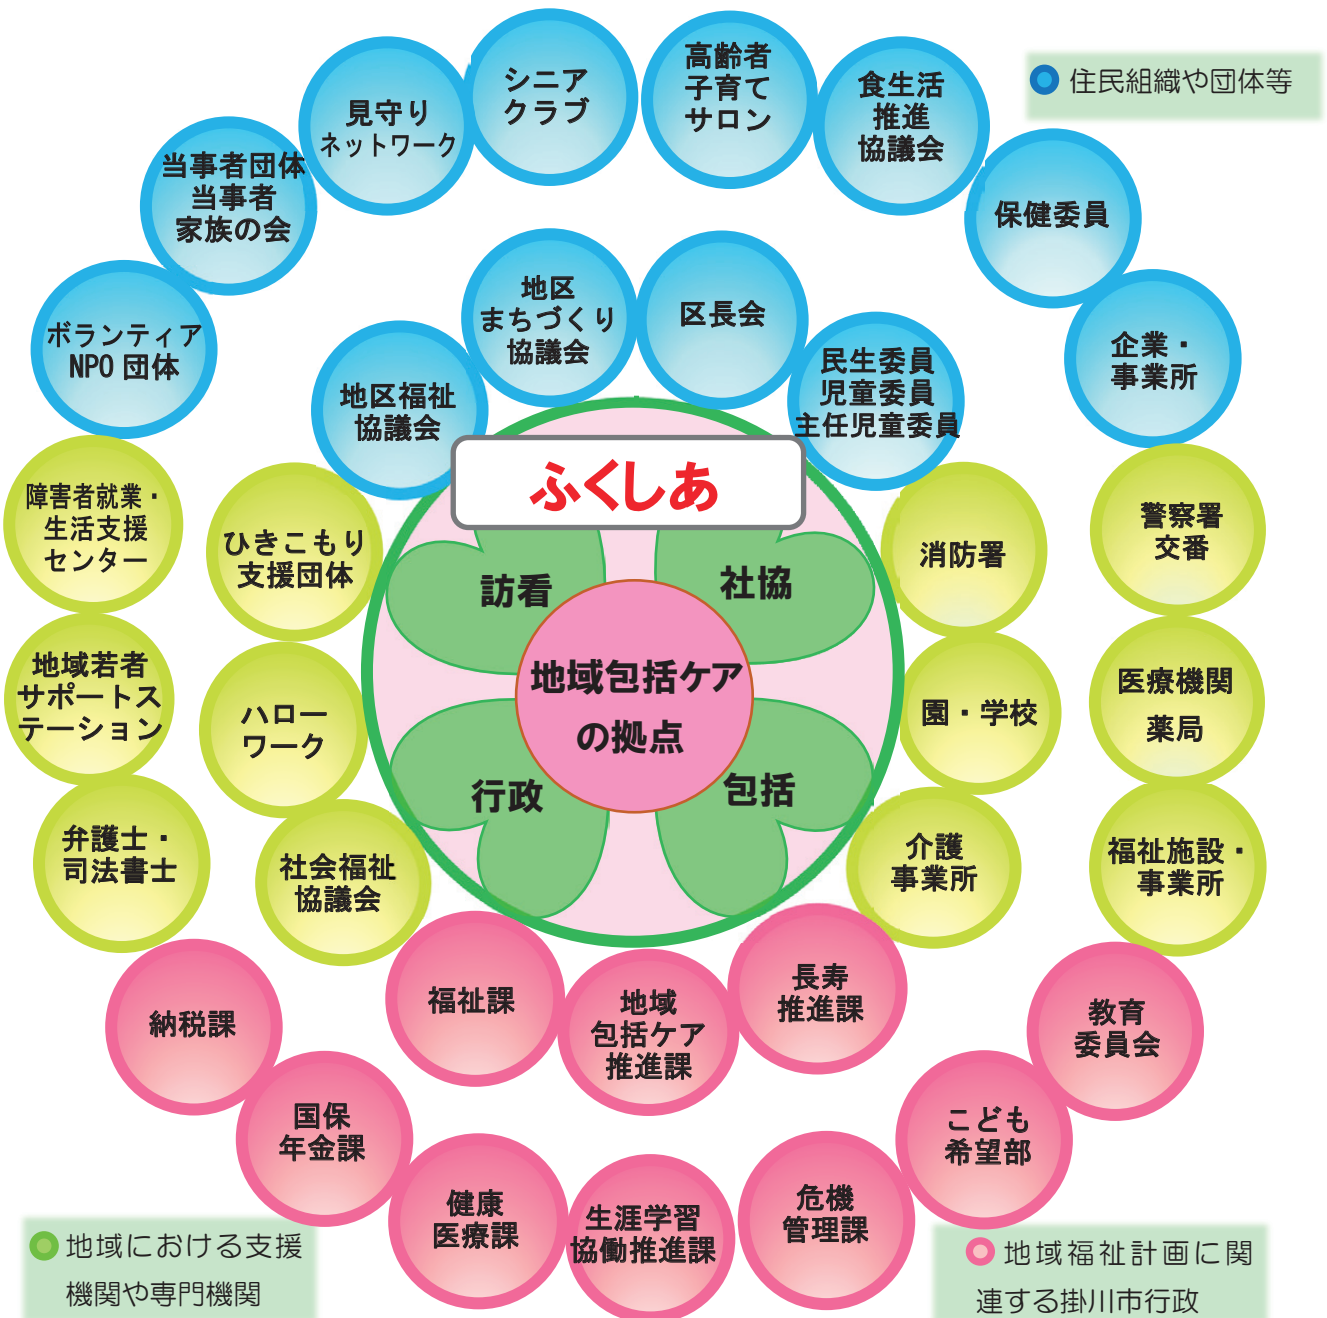 シニア
クラブ
高齢者
子育て
サロン
見守り
ネットワーク
食生活
推進
協議会
住民組織や団体等
当事者団体
当事者
家族の会
保健委員
ボランティア
NPO 団体
企業・
事業所
地区
まちづくり
協議会
区長会
地区福祉
協議会
民生委員
児童委員
主任児童委員
ふくしあ
障害者就業・
生活支援
センター
ひきこもり
支援団体
訪看
社協
消防署
警察署
交番
地域若者
サポートス
テーション
ハロー
ワーク
地域包括ケア
の拠点
園・学校
医療機関
薬局
行政
包括
弁護士・
司法書士
社会福祉
協議会
介護
事業所
福祉施設・
事業所
納税課
福祉課
地域
包括ケア
推進課
長寿
推進課
教育
委員会
国保
年金課
こども
希望部
健康
医療課
生涯学習
協働推進課
危機
管理課
地域における支援
機関や専門機関
地域福祉計画に関
連する掛川市行政